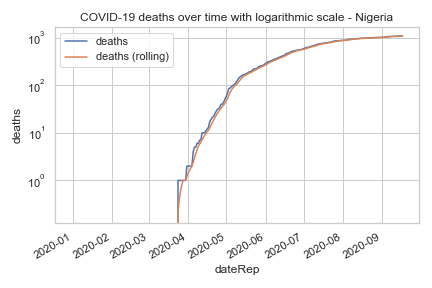 COVID-19 deaths over time with logarithmic scale - Nigeria
deaths
deaths (rolling)
10³
10²
10¹
10⁰
deaths
2020-01
2020-02
2020-03
2020-04
2020-05
2020-06
2020-07
2020-08
2020-09
dateRep